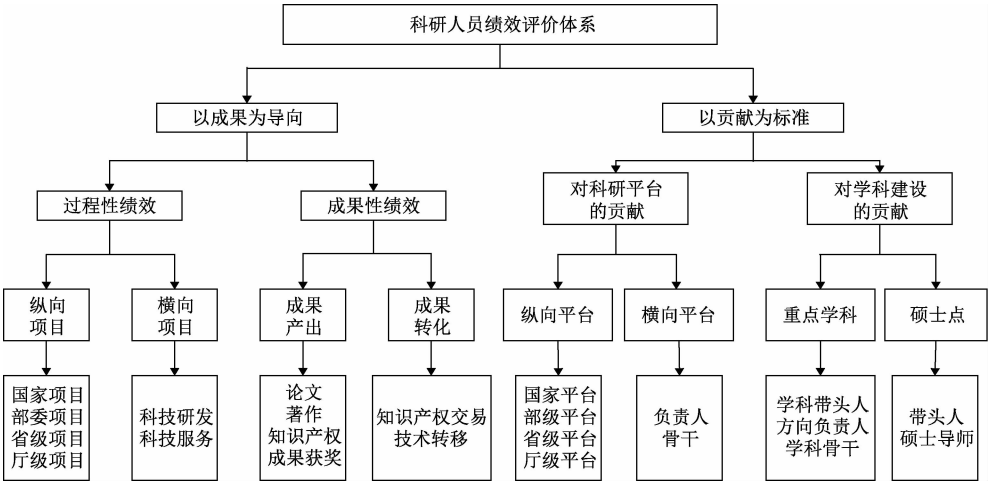 科研人员绩效评价体系
以成果为导向
以贡献为标准
过程性绩效
成果性绩效
对科研平台
的贡献
对学科建设
的贡献
纵向
项目
横向
项目
成果
产出
成果
转化
纵向平台
横向平台
重点学科
硕士点
国家项目
部委项目
省级项目
厅级项目
科技研发
科技服务
论文
著作
知识产权
成果获奖
知识产权交易
技术转移
国家平台
部级平台
省级平台
厅级平台
负责人
骨干
学科带头人
方向负责人
学科骨干
带头人
硕士导师